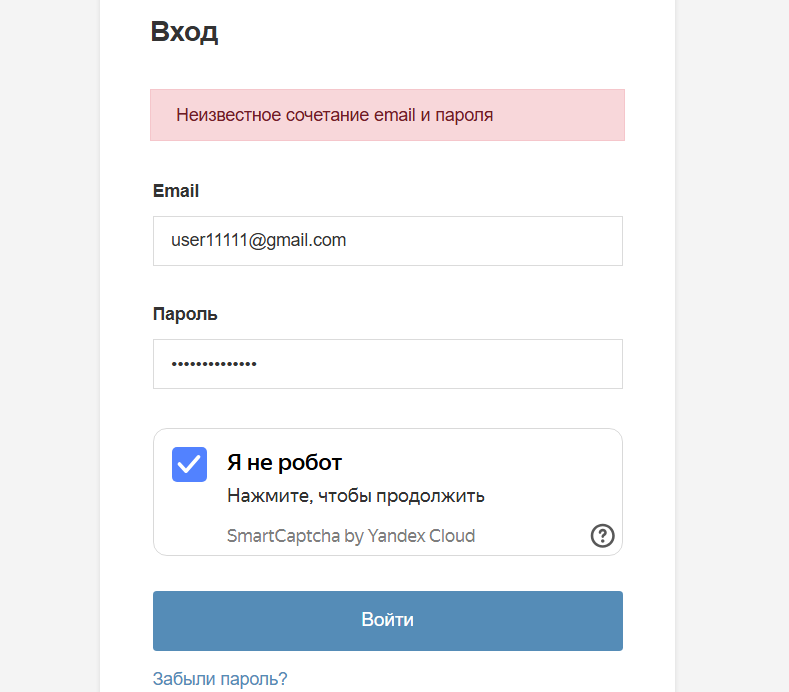 Вход
Неизвестное сочетание email и пароля
Email
user11111@gmail.com
Пароль
••••••••••••••
Я не робот
Нажмите, чтобы продолжить
SmartCaptcha by Yandex Cloud
?
Войти
Забыли пароль?